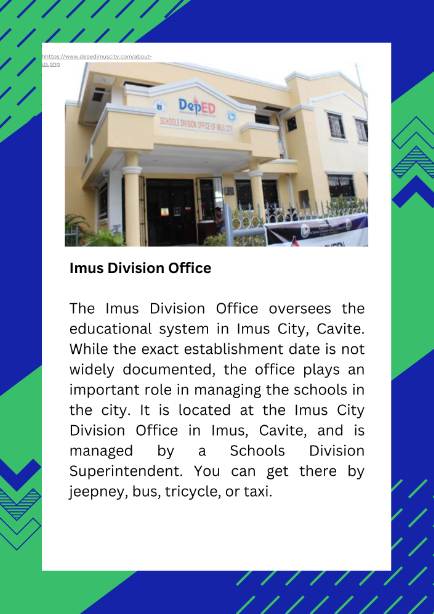 https://www.depedimuscity.com/about-
us.php
DepED
SCHOOLS DIVISION OFFICE OF IMUS CITY
Imus Division Office
The Imus Division Office oversees the
educational system in Imus City, Cavite.
While the exact establishment date is not
widely documented, the office plays an
important role in managing the schools in
the city. It is located at the Imus City
Division Office in Imus, Cavite, and is
managed by a Schools Division
Superintendent. You can get there by
jeepney, bus, tricycle, or taxi.